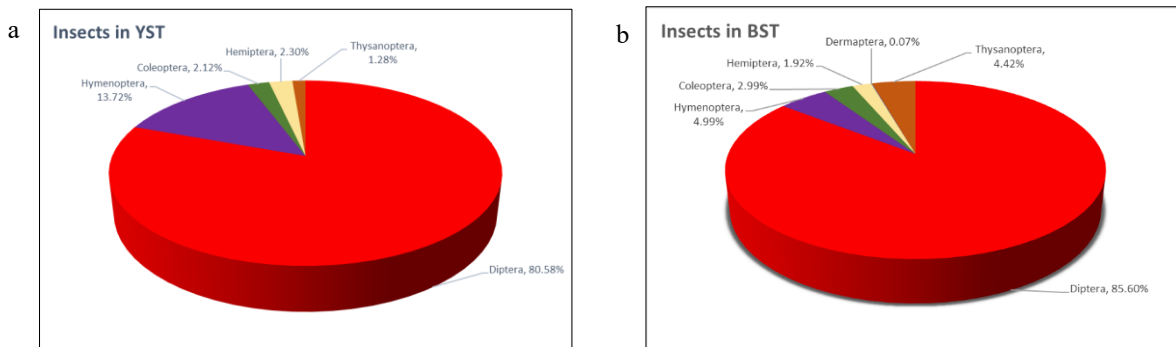 a
Insects in YST
Hemiptera, 2.30%
Thysanoptera,
1.28%
Coleoptera, 2.12%
Hymenoptera,
13.72%
Diptera, 80.58%
b
Insects in BST
Dermaptera, 0.07%
Thysanoptera,
4.42%
Hemiptera, 1.92%
Coleoptera, 2.99%
Hymenoptera,
4.99%
Diptera, 85.60%